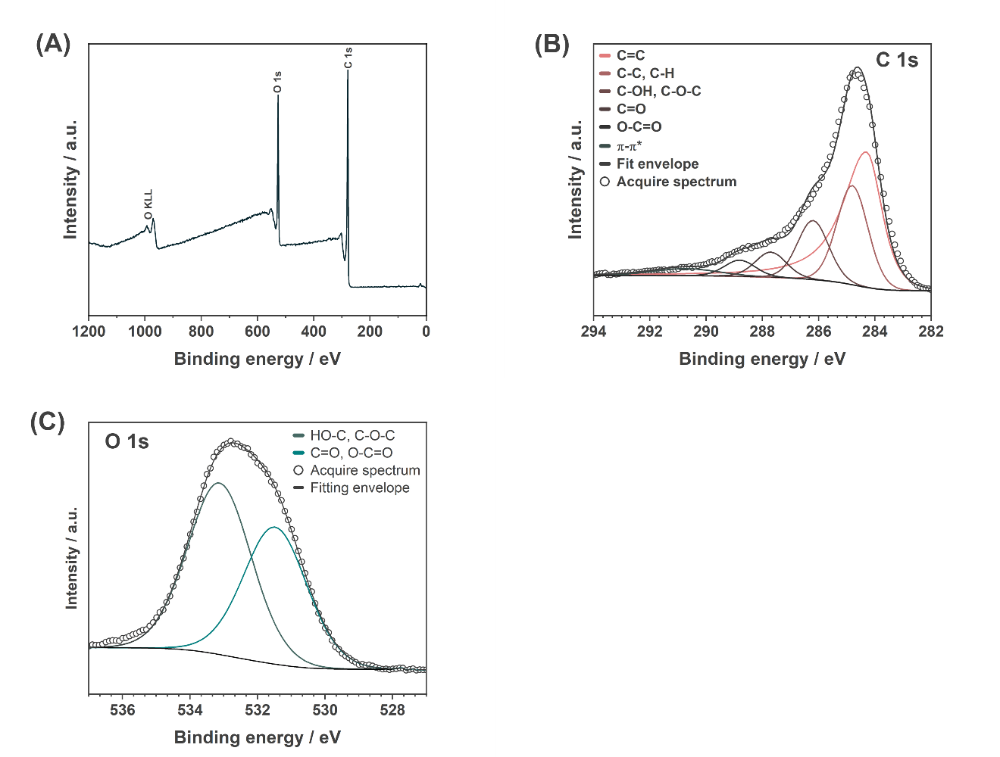 (A)
Intensity / a.u.
O KLL
O 1s
C 1s
1200 1000 800 600 400 200 0
Binding energy / eV
(B)
Intensity / a.u.
C=C
C-C, C-H
C-OH, C-O-C
C=O
O-C=O
π-π*
Fit envelope
Acquire spectrum
C 1s
294 292 290 288 286 284 282
Binding energy / eV
(C)
Intensity / a.u.
O 1s
HO-C, C-O-C
C=O, O-C=O
Acquire spectrum
Fitting envelope
536 534 532 530 528
Binding energy / eV